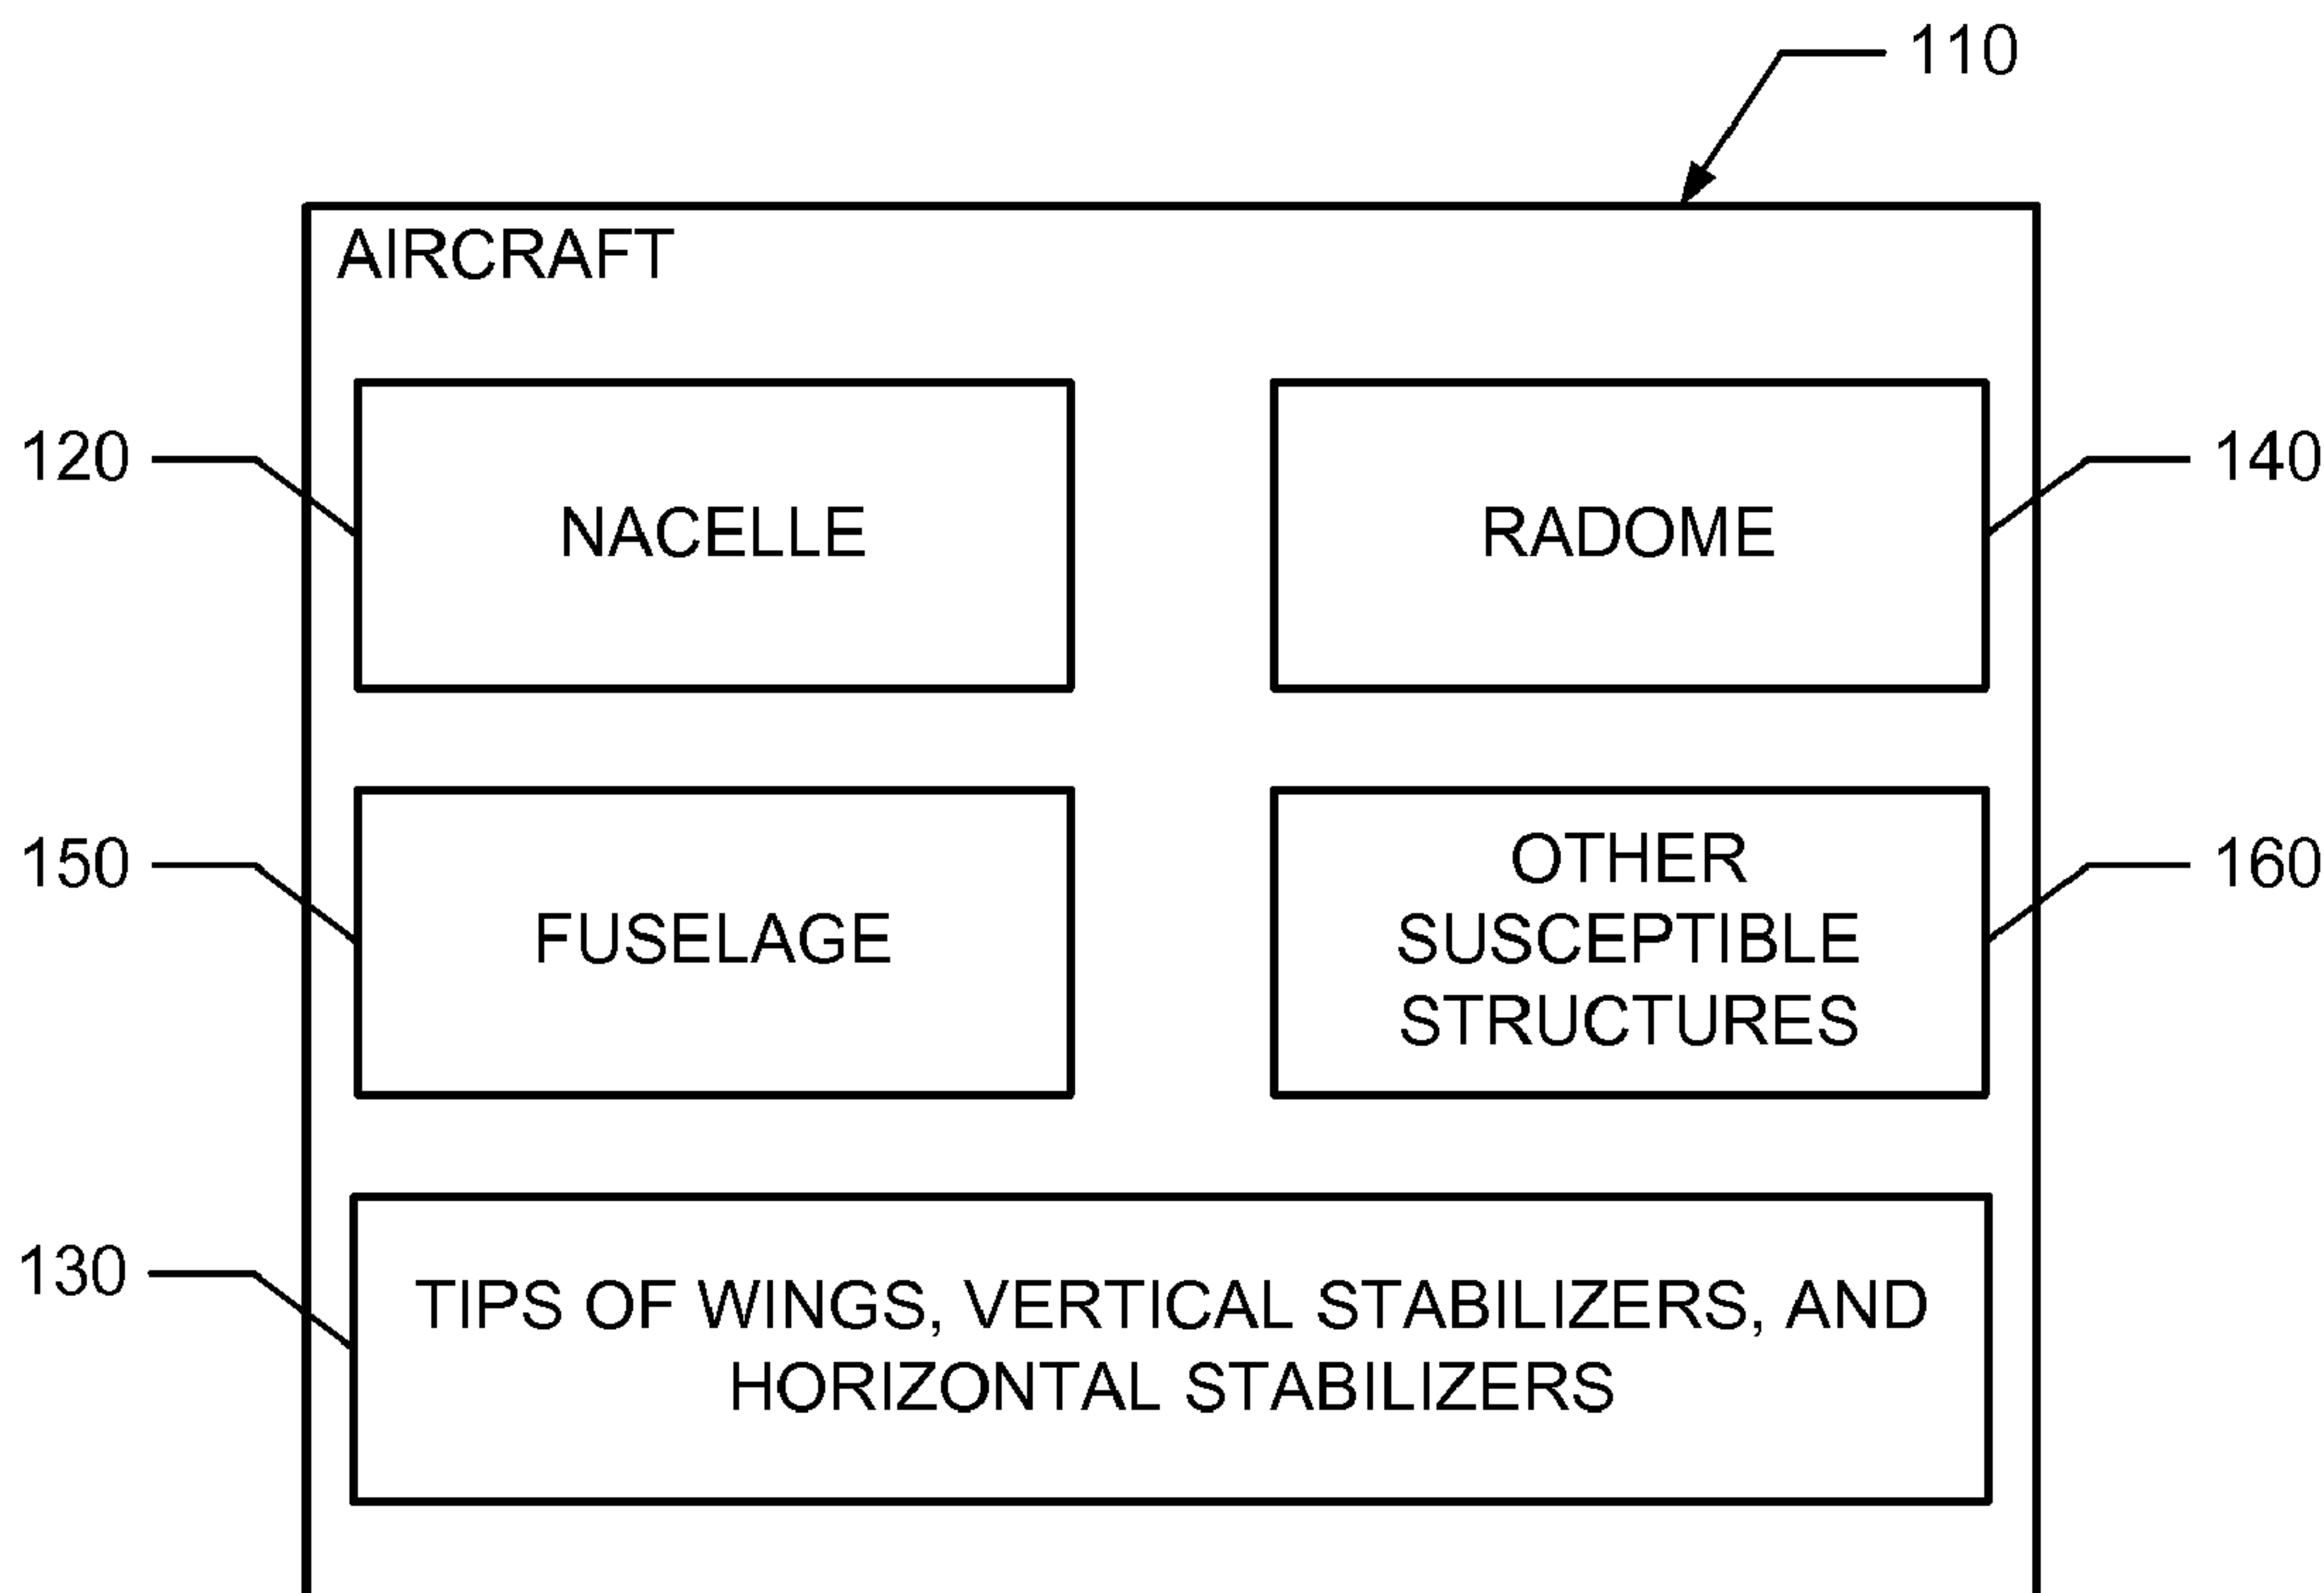 110
AIRCRAFT
120
NACELLE
RADOME
140
150
FUSELAGE
OTHER
SUSCEPTIBLE
STRUCTURES
160
130
TIPS OF WINGS, VERTICAL STABILIZERS, AND
HORIZONTAL STABILIZERS